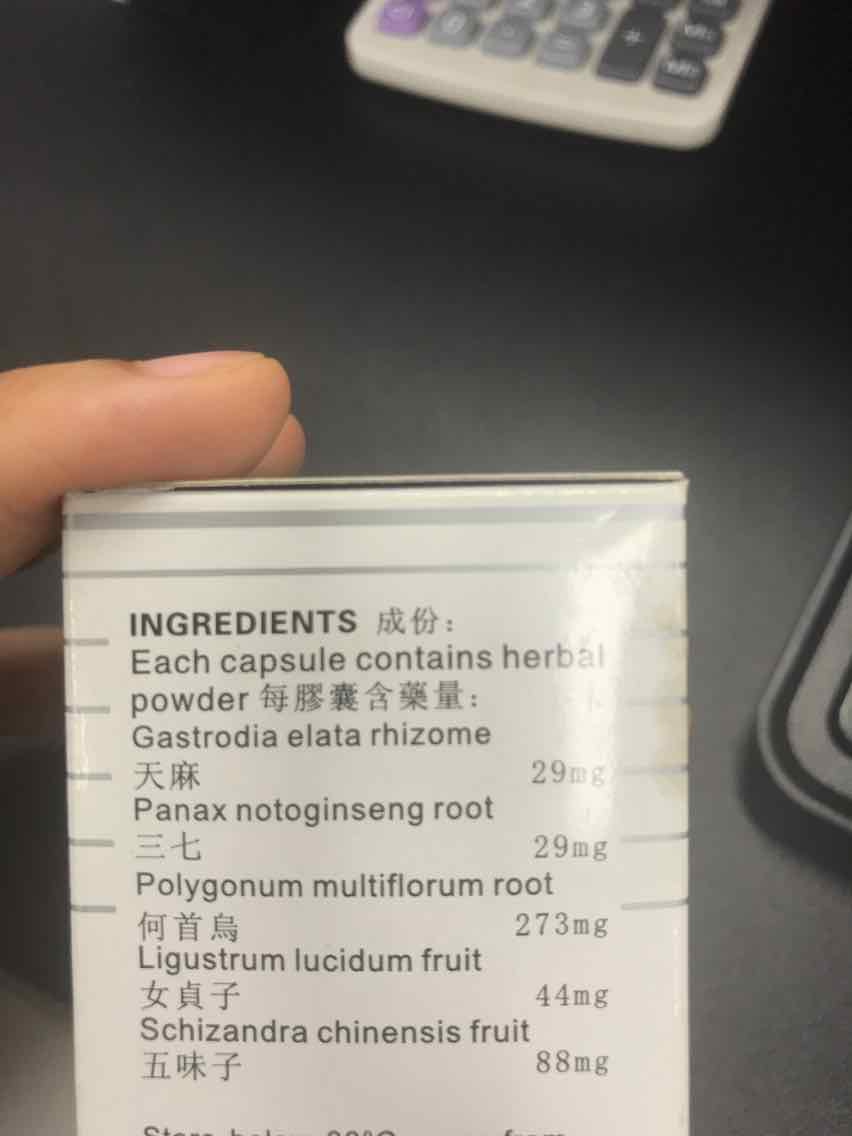 INGREDIENTS 成份：
Each capsule contains herbal
powder 每膠囊含藥量：
Gastrodia elata rhizome
天麻 29mg
Panax notoginseng root
三七 29mg
Polygonum multiflorum root
何首烏 273mg
Ligustrum lucidum fruit
女貞子 44mg
Schizandra chinensis fruit
五味子 88mg